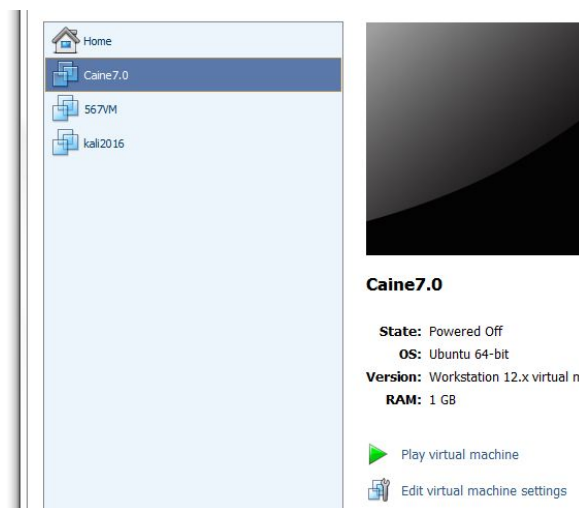 Home
Caine7.0
567VM
kali2016
Caine7.0
State: Powered Off
OS: Ubuntu 64-bit
Version: Workstation 12.x virtual
RAM: 1 GB
Play virtual machine
Edit virtual machine settings